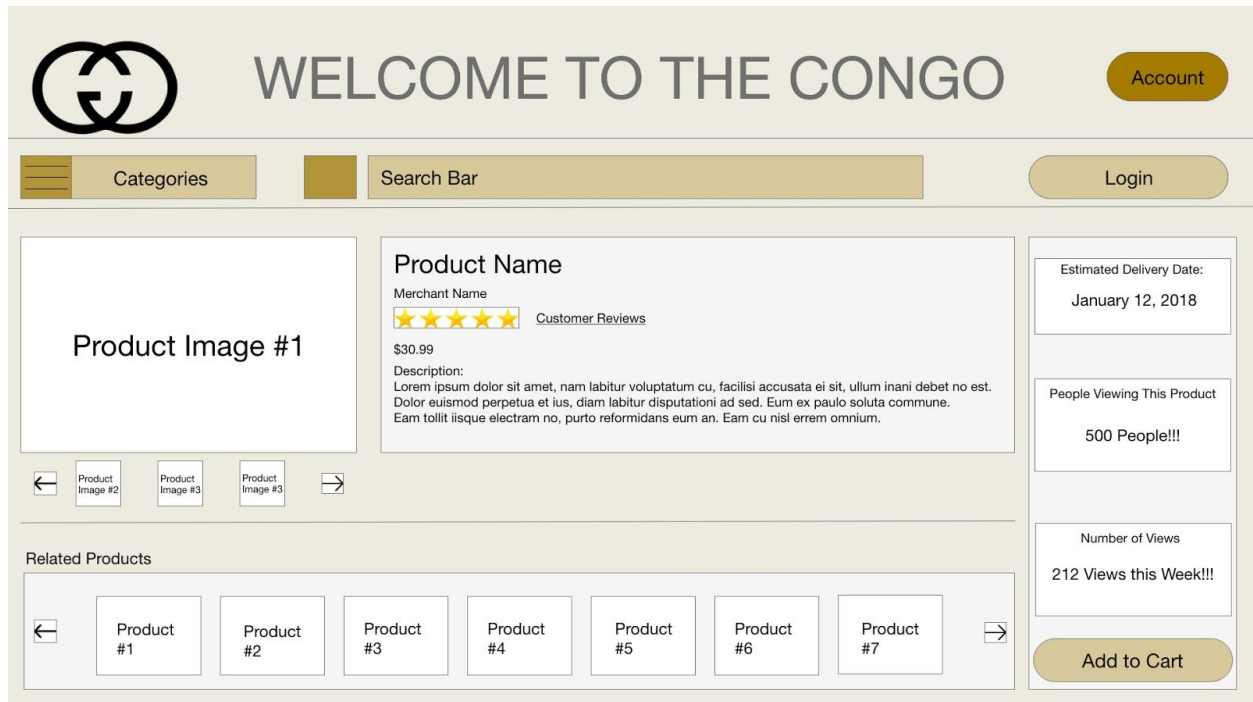 WELCOME TO THE CONGO
Account
Categories
Search Bar
Login
Product Image #1
Product Name
Merchant Name
Customer Reviews
$30.99
Description:
Lorem ipsum dolor sit amet, nam labitur voluptatum cu, facilisi accusata ei sit, ullum inani debet no est.
Dolor euismod perpetua et ius, diam labitur disputationi ad sed. Eum ex paulo soluta commune.
Eam tollit iisque electram no, purto reformidans eum an. Eam cu nisl errem omnium.
Estimated Delivery Date:
January 12, 2018
People Viewing This Product
500 People!!!
Number of Views
212 Views this Week!!!
Add to Cart
Product
Image #2
Product
Image #3
Product
Image #3
Related Products
Product
#1
Product
#2
Product
#3
Product
#4
Product
#5
Product
#6
Product
#7